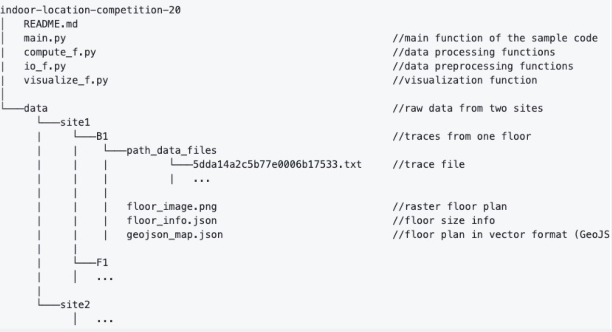 indoor-location-competition-20
│   README.md
│   main.py                                    //main function of the sample code
|   compute_f.py                               //data processing functions
|   io_f.py                                    //data preprocessing functions
|   visualize_f.py                             //visualization function
│
└───data                                       //raw data from two sites
    └───site1
    |   └───B1                                 //traces from one floor
    |   |   └───path_data_files
    |   |   |       └───5dda14a2c5b77e0006b17533.txt    //trace file
    |   |   |       |   ...
    |   |   |
    |   |   |   floor_image.png                //raster floor plan
    |   |   |   floor_info.json                //floor size info
    |   |   |   geojson_map.json               //floor plan in vector format (GeoJS
    |   |
    |   └───F1
    |   |   ...
    |
    └───site2
        |   ...